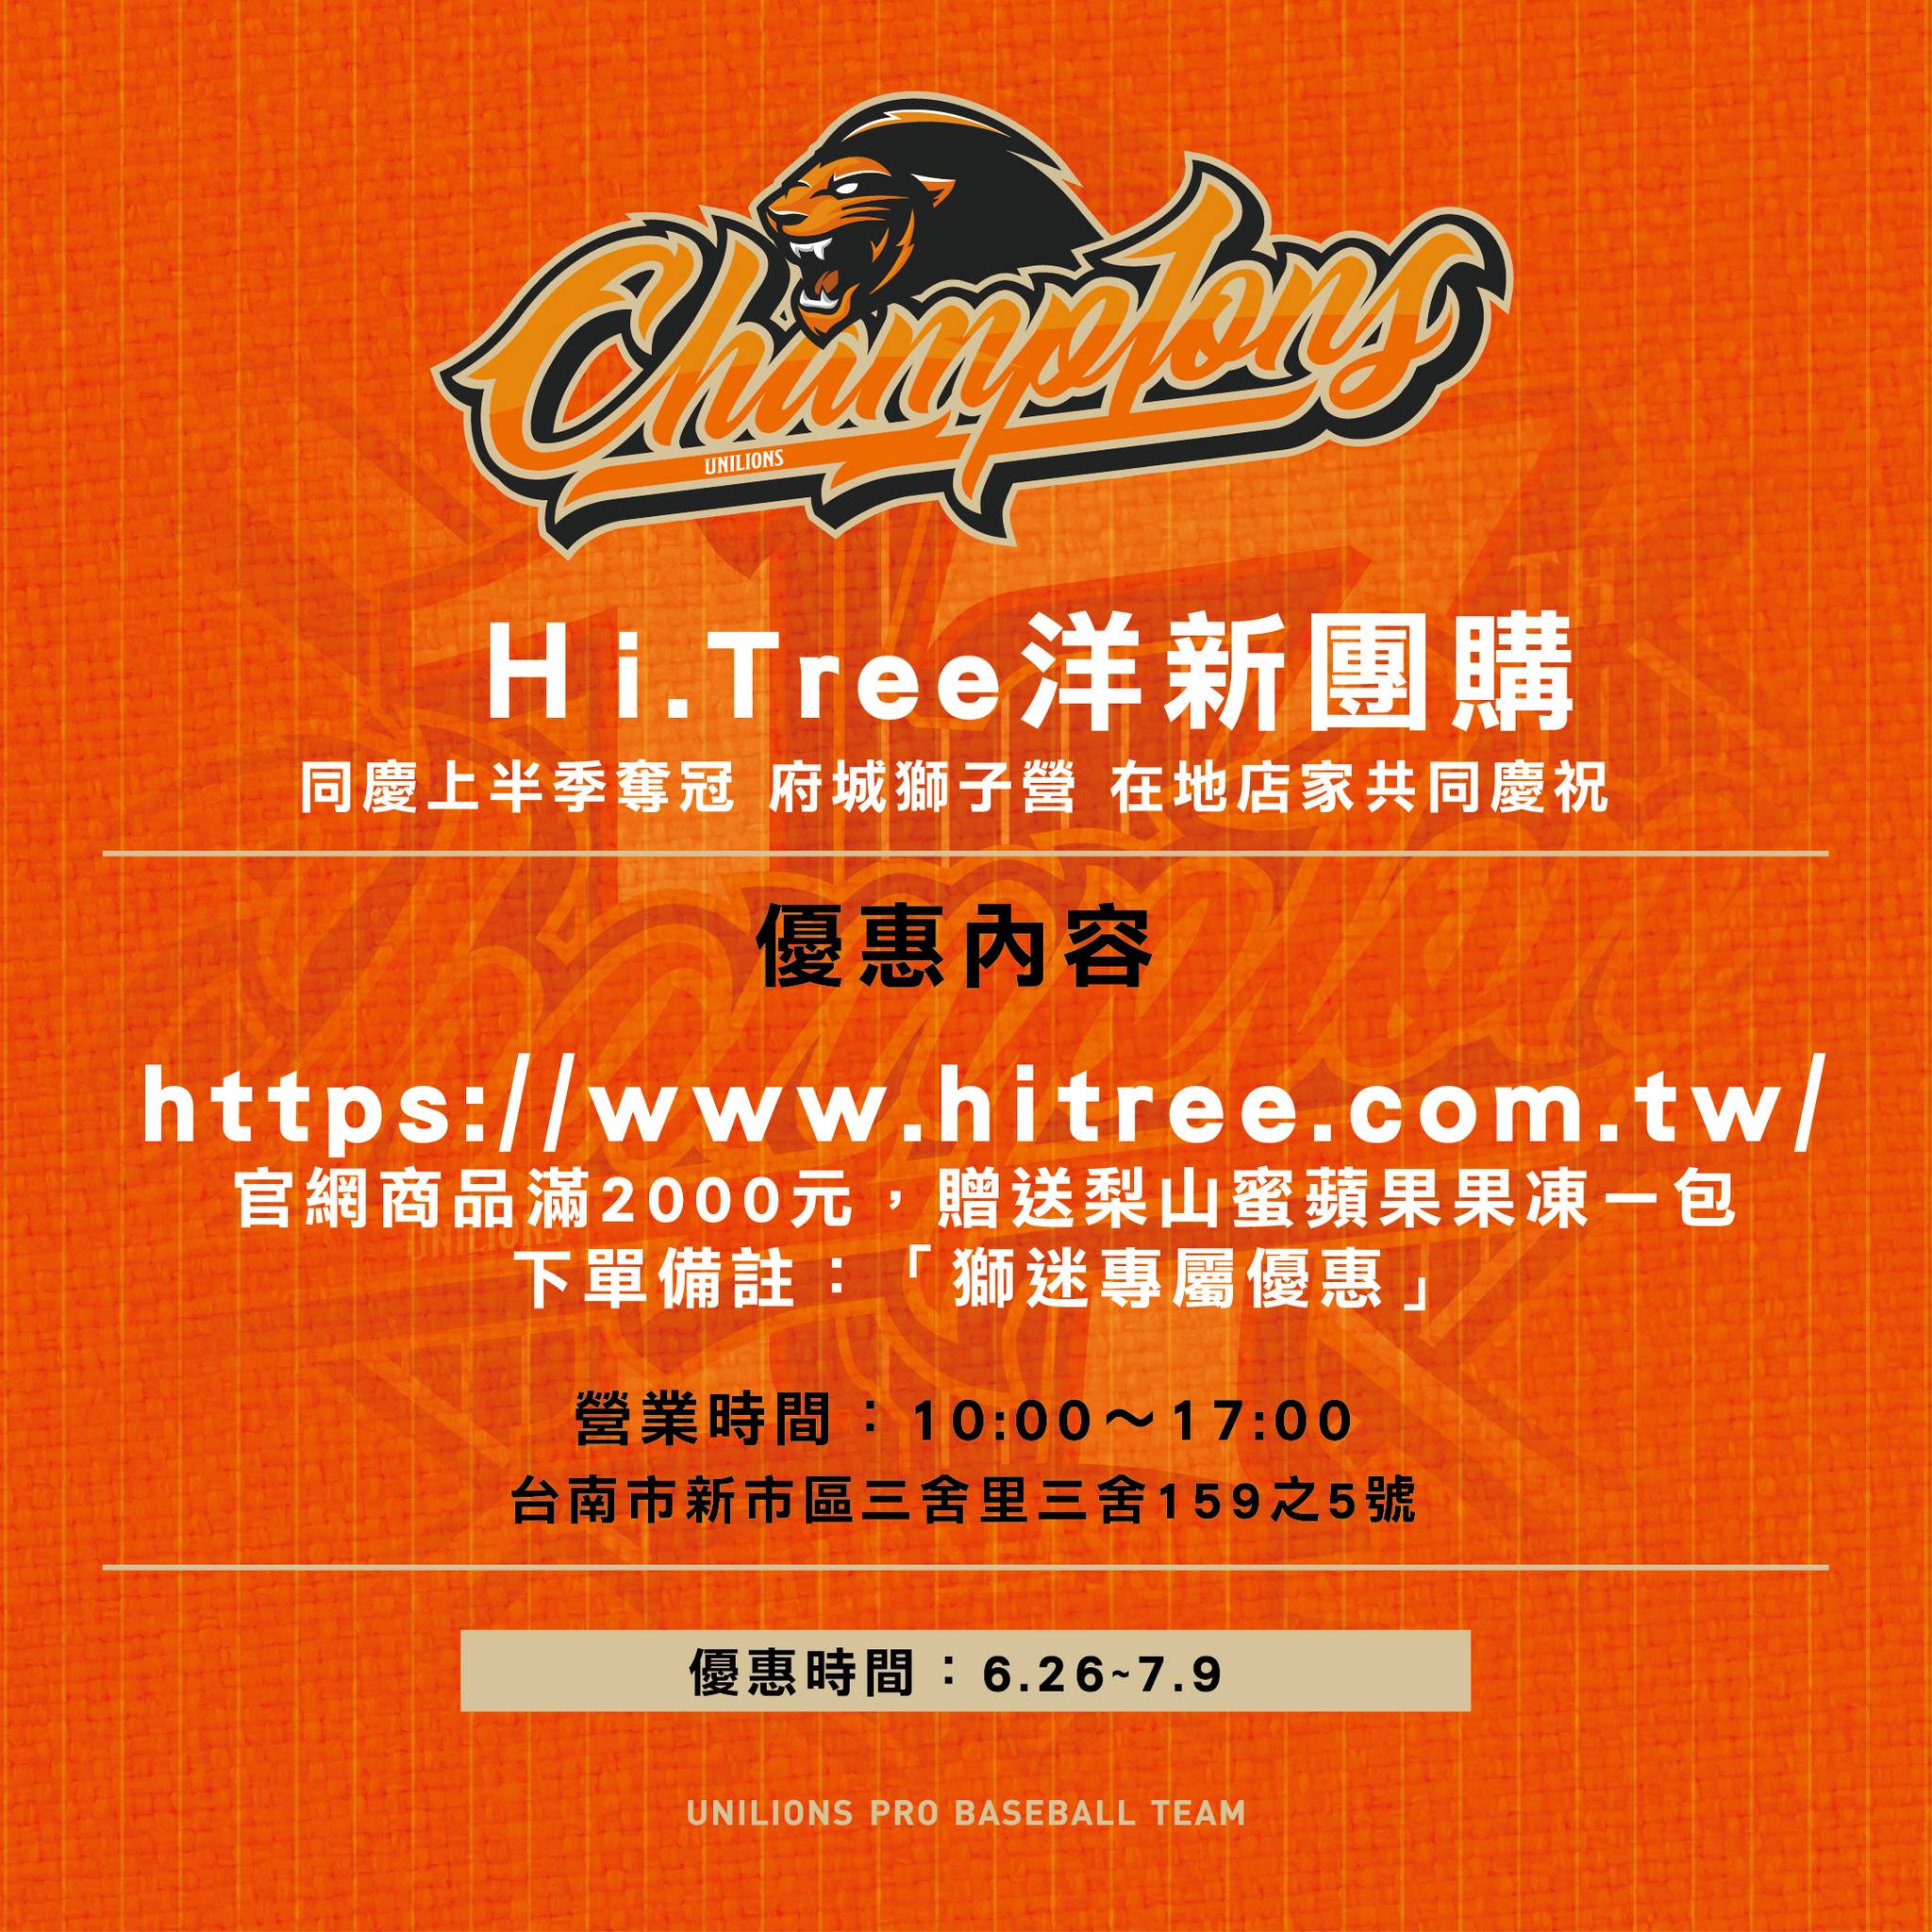 Champ1ons
UNILIONS
Hi.Tree洋新團購
同慶上半季奪冠 府城獅子營 在地店家共同慶祝
優惠內容
https://www.hitree.com.tw/
官網商品滿2000元，贈送梨山蜜蘋果果凍一包
下單備註：「獅迷專屬優惠」
營業時間：10:00～17:00
台南市新市區三舍里三舍159之5號
優惠時間：6.26~7.9
UNILIONS PRO BASEBALL TEAM